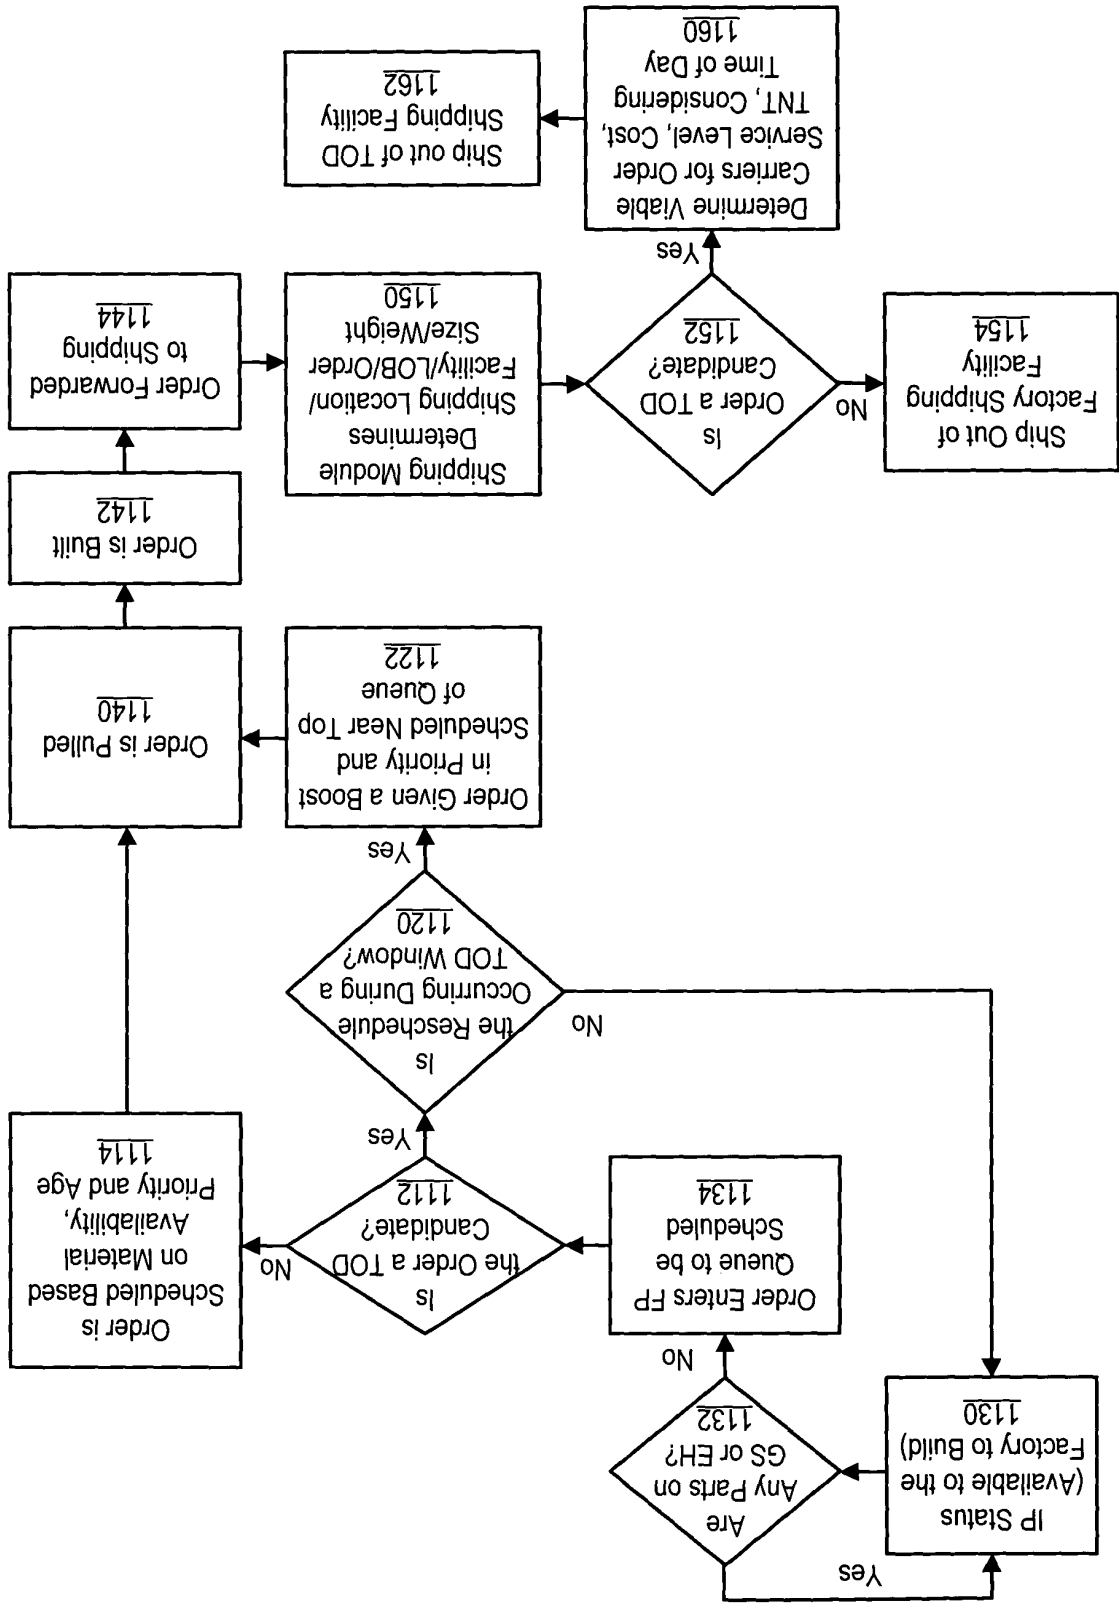 Yes
IP Status
(Available to the
Factory to Build)
1130
Are
Any Parts on
GS or EH?
1132
No
Order Enters FP
Queue to be
Scheduled
1134
Is
the Order a TOD
Candidate?
1112
No
Order is
Scheduled Based
on Material
Availability,
Priority and Age
1114
Yes
Is
the Reschedule
Occurring During a
TOD Window?
1120
No
Yes
Order Given a Boost
in Priority and
Scheduled Near Top
of Queue
1122
Order is Pulled
1140
Order is Built
1142
Order Forwarded
to Shipping
1144
Shipping Module
Determines
Shipping Location/
Facility/LOB/Order
Size/Weight
1150
Is
Order a TOD
Candidate?
1152
No
Ship Out of
Factory Shipping
Facility
1154
Yes
Determine Viable
Carriers for Order
Service Level, Cost,
TNT, Considering
Time of Day
1160
Ship out of TOD
Shipping Facility
1162